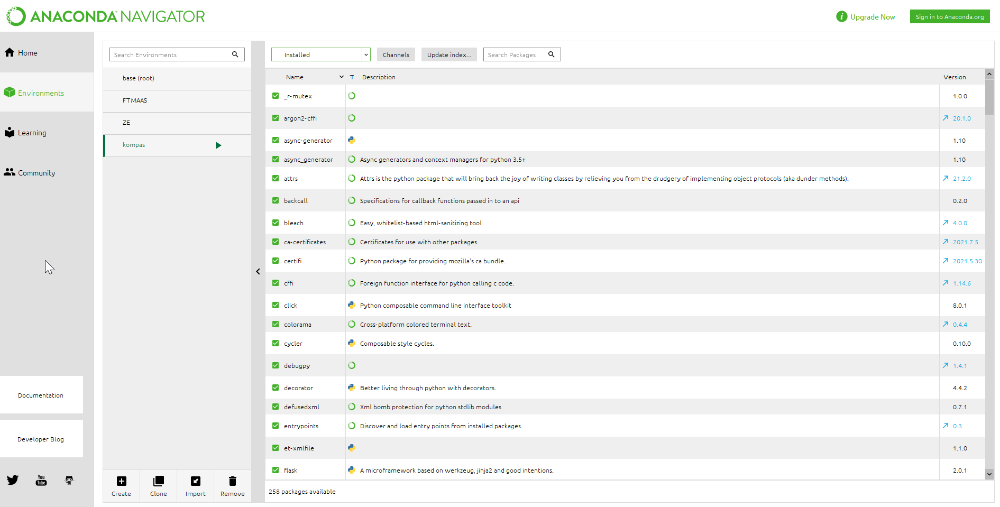 ANACONDA NAVIGATOR
Upgrade Now
Sign in to Anaconda.org
Home
Environments
Learning
Community
Documentation
Developer Blog
You
Tube
Search Environments
base (root)
FTMAAS
ZE
kompas
Create
Clone
Import
Remove
Installed
Channels
Update index...
Search Packages
Name T Description Version
_r-mutex 1.0.0
argon2-cffi 20.1.0
async-generator 1.10
async_generator Async generators and context managers for python 3.5+ 1.10
attrs Attrs is the python package that will bring back the joy of writing classes by relieving you from the drudgery of implementing object protocols (aka dunder methods). 21.2.0
backcall Specifications for callback functions passed in to an api 0.2.0
bleach Easy, whitelist-based html-sanitizing tool 4.0.0
ca-certificates Certificates for use with other packages. 2021.7.5
certifi Python package for providing mozilla's ca bundle. 2021.5.30
cffi Foreign function interface for python calling c code. 1.14.6
click Python composable command line interface toolkit 8.0.1
colorama Cross-platform colored terminal text. 0.4.4
cycler Composable style cycles. 0.10.0
debugpy 1.4.1
decorator Better living through python with decorators. 4.4.2
defusedxml Xml bomb protection for python stdlib modules 0.7.1
entrypoints Discover and load entry points from installed packages. 0.3
et-xmlfile 1.1.0
flask A microframework based on werkzeug, jinja2 and good intentions. 2.0.1
258 packages available